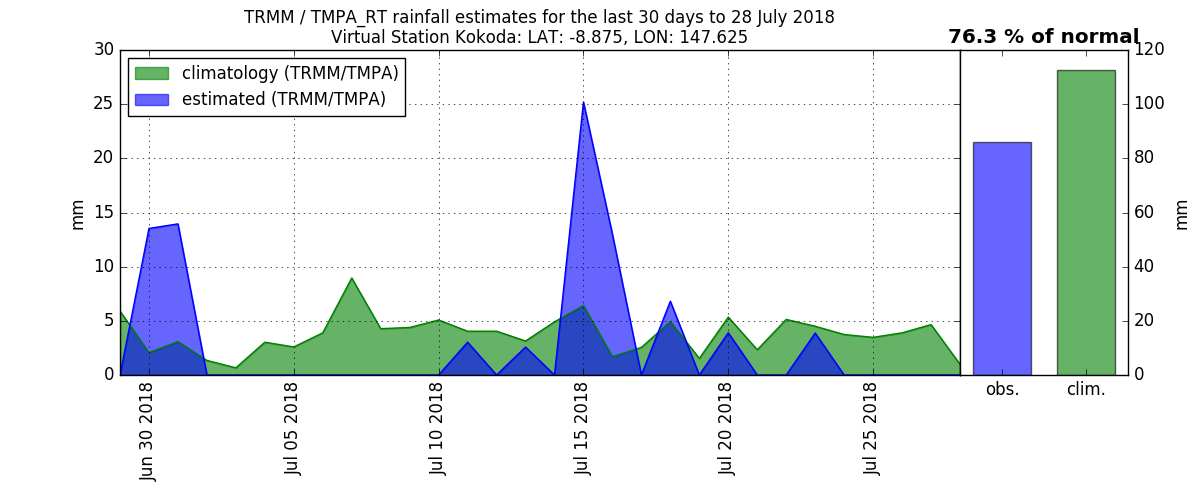 TRMM / TMPA_RT rainfall estimates for the last 30 days to 28 July 2018
Virtual Station Kokoda: LAT: -8.875, LON: 147.625
76.3 % of normal
climatology (TRMM/TMPA)
estimated (TRMM/TMPA)
30
25
20
15
10
5
0
mm
Jun 30 2018
Jul 05 2018
Jul 10 2018
Jul 15 2018
Jul 20 2018
Jul 25 2018
obs.
clim.
120
100
80
60
40
20
0
mm